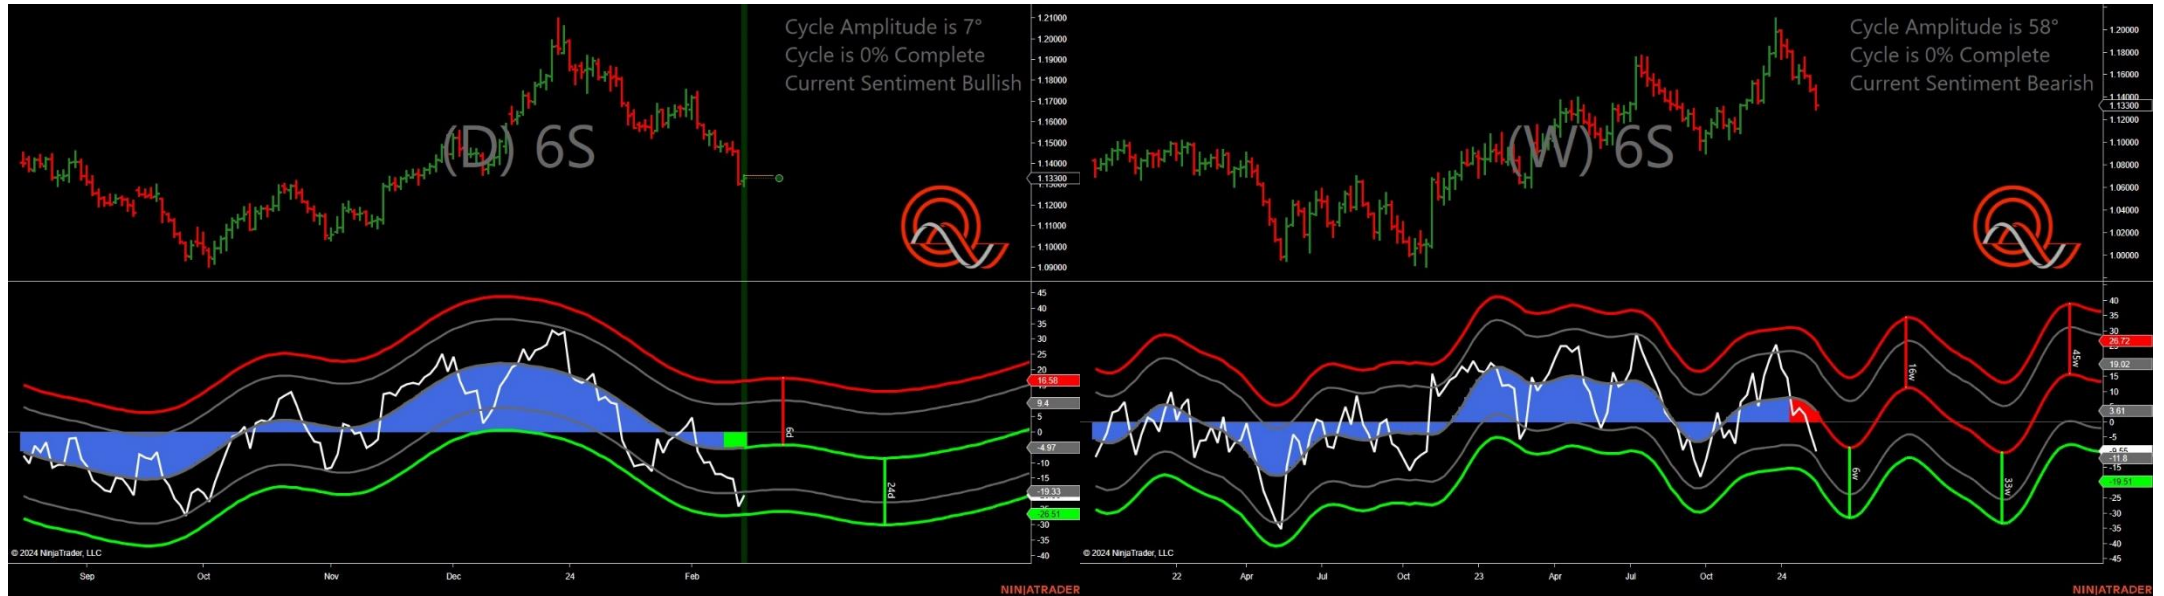 Cycle Amplitude is 7°
Cycle is 0% Complete
Current Sentiment Bullish
(D) 6S
1.21000
1.20000
1.19000
1.18000
1.17000
1.16000
1.15000
1.14000
1.13300
1.12000
1.11000
1.10000
1.09000
45
40
35
30
25
20
16.58
9.4
5
0
-4.97
-10
-15
-19.33
-26.51
-30
-35
-40
6d
24d
© 2024 NinjaTrader, LLC
Sep
Oct
Nov
Dec
24
Feb
NINJATRADER
Cycle Amplitude is 58°
Cycle is 0% Complete
Current Sentiment Bearish
(W) 6S
1.20000
1.18000
1.16000
1.14000
1.13300
1.12000
1.10000
1.08000
1.06000
1.04000
1.02000
1.00000
40
35
30
26.72
19.02
15
10
3.61
0
-5
-9.55
-11.8
-15
-19.51
-25
-30
-35
-40
-45
16w
45w
6w
33w
© 2024 NinjaTrader, LLC
22
Apr
Jul
Oct
23
Apr
Jul
Oct
24
NINJATRADER